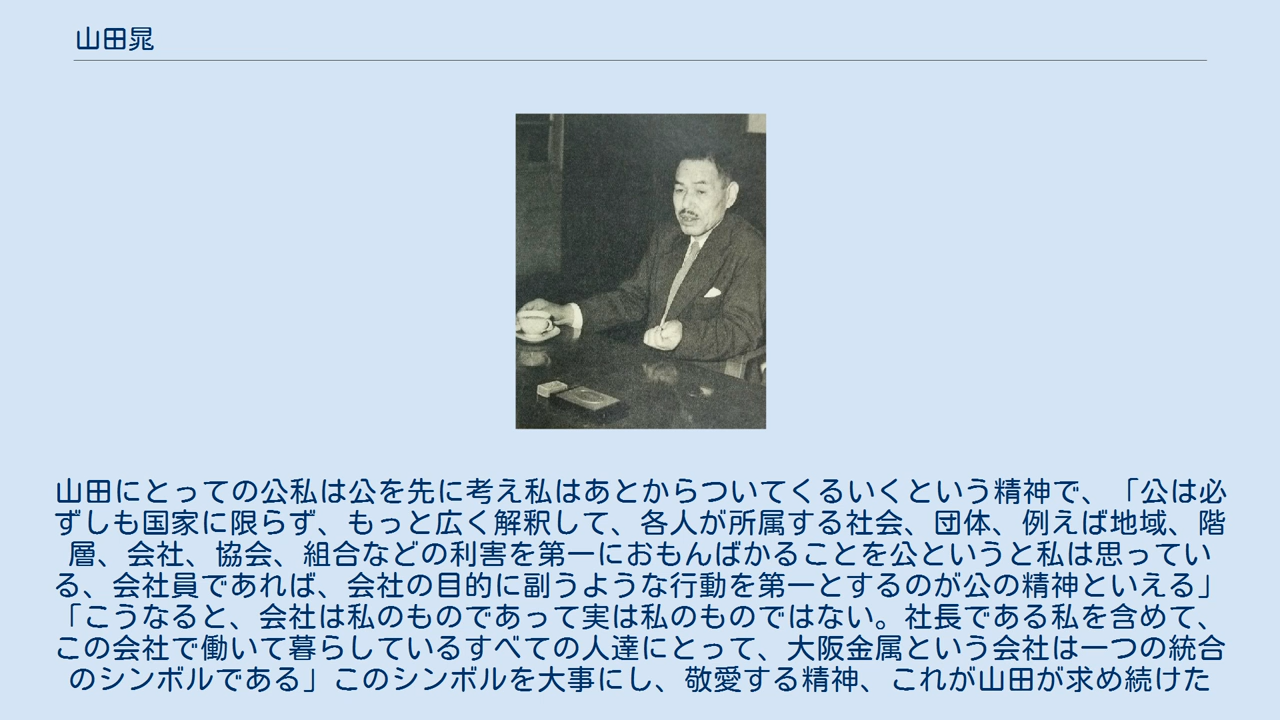 山田晁
山田にとっての公私は公を先に考え私はあとからついてくるいくという精神で、「公は必
ずしも国家に限らず、もっと広く解釈して、各人が所属する社会、団体、例えば地域、階
層、会社、協会、組合などの利害を第一におもんばかることを公というと私は思ってい
る、会社員であれば、会社の目的に副うような行動を第一とするのが公の精神といえる」
「こうなると、会社は私のものであって実は私のものではない。社長である私を含めて、
この会社で働いて暮らしているすべての人達にとって、大阪金属という会社は一つの統合
のシンボルである」このシンボルを大事にし、敬愛する精神、これが山田が求め続けた